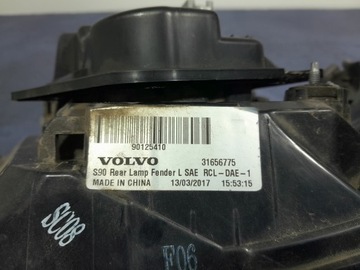 90125410
VOLVO 31656775
S90 Rear Lamp Fender L SAE RCL-DAE-1
MADE IN CHINA 13/03/2017 15:53:15
F06